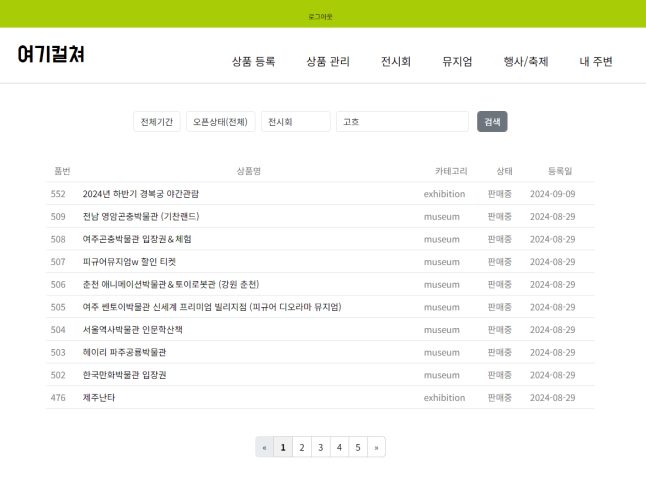 로그아웃
여기컬쳐
상품 등록 상품 관리 전시회 뮤지엄 행사/축제 내 주변
전체기간 오픈상태(전체) 전시회 고흐 검색
품번 상품명 카테고리 상태 등록일
552 2024년 하반기 경복궁 야간관람 exhibition 판매중 2024-09-09
509 전남 영암곤충박물관 (기찬랜드) museum 판매중 2024-08-29
508 여주곤충박물관 입장권&체험 museum 판매중 2024-08-29
507 피규어뮤지엄w 할인 티켓 museum 판매중 2024-08-29
506 춘천 애니메이션박물관&토이로봇관 (강원 춘천) museum 판매중 2024-08-29
505 여주 쎈토이박물관 신세계 프리미엄 빌리지점 (피규어 디오라마 뮤지엄) museum 판매중 2024-08-29
504 서울역사박물관 인문학산책 museum 판매중 2024-08-29
503 헤이리 파주공룡박물관 museum 판매중 2024-08-29
502 한국만화박물관 입장권 museum 판매중 2024-08-29
476 제주난타 exhibition 판매중 2024-08-29
« 1 2 3 4 5 »